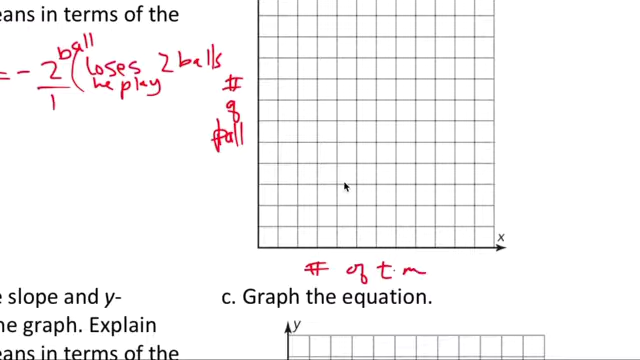 eans in terms of the
= - 2/1 ball (loses 2 balls
he play
#
of
ball
x
# of t.m
e slope and y-
he graph. Explain
eans in terms of the
c. Graph the equation.
y